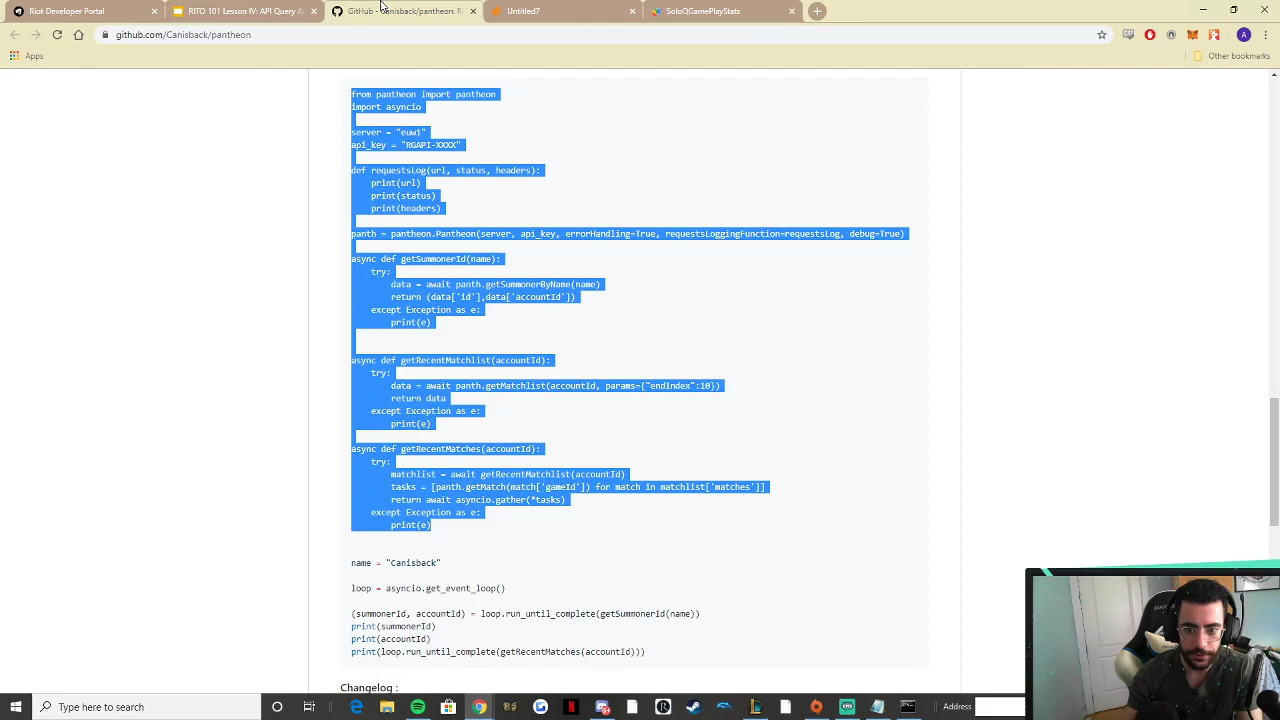 Riot Developer Portal
RITO 101 Lesson IV: API Query A
GitHub - Canisback/pantheon: R
Untitled7
SoloQGamePlayStats
github.com/Canisback/pantheon
A
Apps
Other bookmarks
from pantheon import pantheon
import asyncio
server = "euw1"
api_key = "RGAPI-XXXX"
def requestsLog(url, status, headers):
print(url)
print(status)
print(headers)
panth = pantheon.Pantheon(server, api_key, errorHandling=True, requestsLoggingFunction=requestsLog, debug=True)
async def getSummonerId(name):
try:
data = await panth.getSummonerByName(name)
return (data['id'],data['accountId'])
except Exception as e:
print(e)
async def getRecentMatchlist(accountId):
try:
data = await panth.getMatchlist(accountId, params={"endIndex":10})
return data
except Exception as e:
print(e)
async def getRecentMatches(accountId):
try:
matchlist = await getRecentMatchlist(accountId)
tasks = [panth.getMatch(match['gameId']) for match in matchlist['matches']]
return await asyncio.gather(*tasks)
except Exception as e:
print(e)
name = "Canisback"
loop = asyncio.get_event_loop()
(summonerId, accountId) = loop.run_until_complete(getSummonerId(name))
print(summonerId)
print(accountId)
print(loop.run_until_complete(getRecentMatches(accountId)))
Changelog :
Type here to search
Address